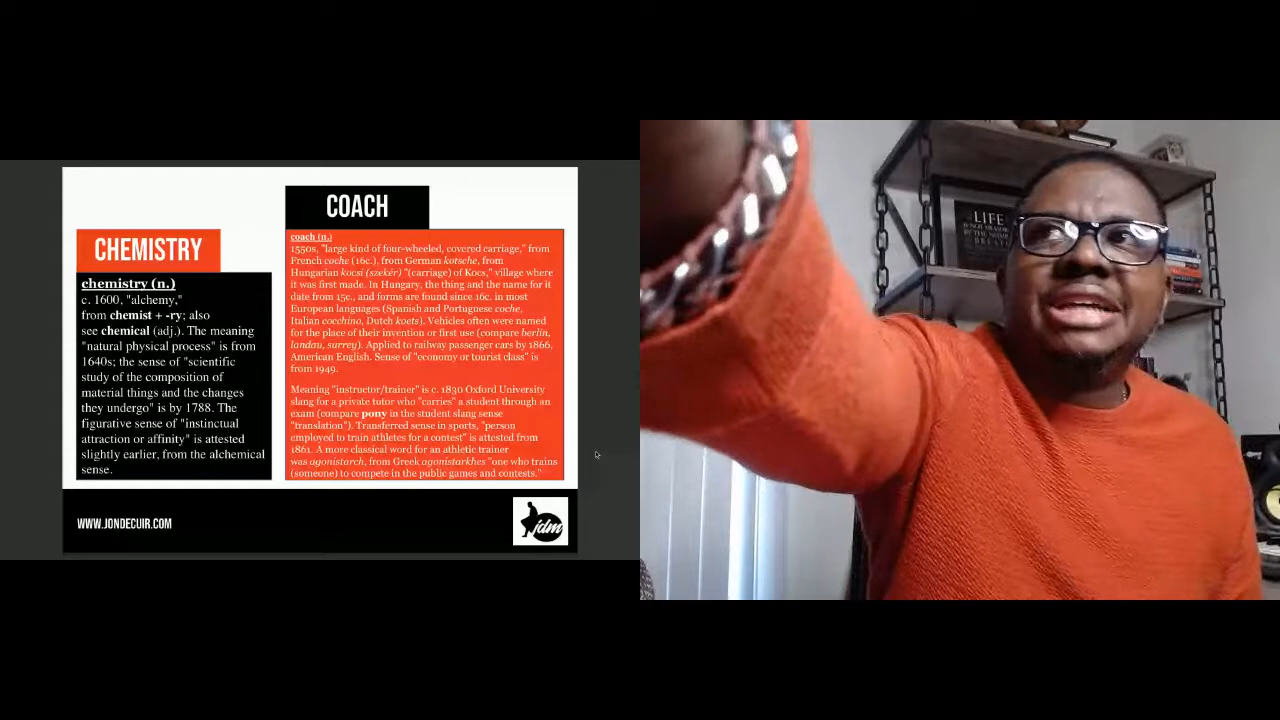 CHEMISTRY
chemistry (n.)
c. 1600, "alchemy,"
from chemist + -ry; also
see chemical (adj.). The meaning
"natural physical process" is from
1640s; the sense of "scientific
study of the composition of
material things and the changes
they undergo" is by 1788. The
figurative sense of "instinctual
attraction or affinity" is attested
slightly earlier, from the alchemical
sense.
COACH
coach (n.)
1550s, "large kind of four-wheeled, covered carriage," from
French coche (16c.), from German kotsche, from
Hungarian kocsi (szekér) "(carriage) of Kocs," village where
it was first made. In Hungary, the thing and the name for it
date from 15c., and forms are found since 16c. in most
European languages (Spanish and Portuguese coche,
Italian cocchino, Dutch koets). Vehicles often were named
for the place of their invention or first use (compare berlin,
landau, surrey). Applied to railway passenger cars by 1866,
American English. Sense of "economy or tourist class" is
from 1949.
Meaning "instructor/trainer" is c. 1830 Oxford University
slang for a private tutor who "carries" a student through an
exam (compare pony in the student slang sense
"translation"). Transferred sense in sports, "person
employed to train athletes for a contest" is attested from
1861. A more classical word for an athletic trainer
was agonistarch, from Greek agonistarkhes "one who trains
(someone) to compete in the public games and contests."
WWW.JONDECUIR.COM
jdm
LIFE